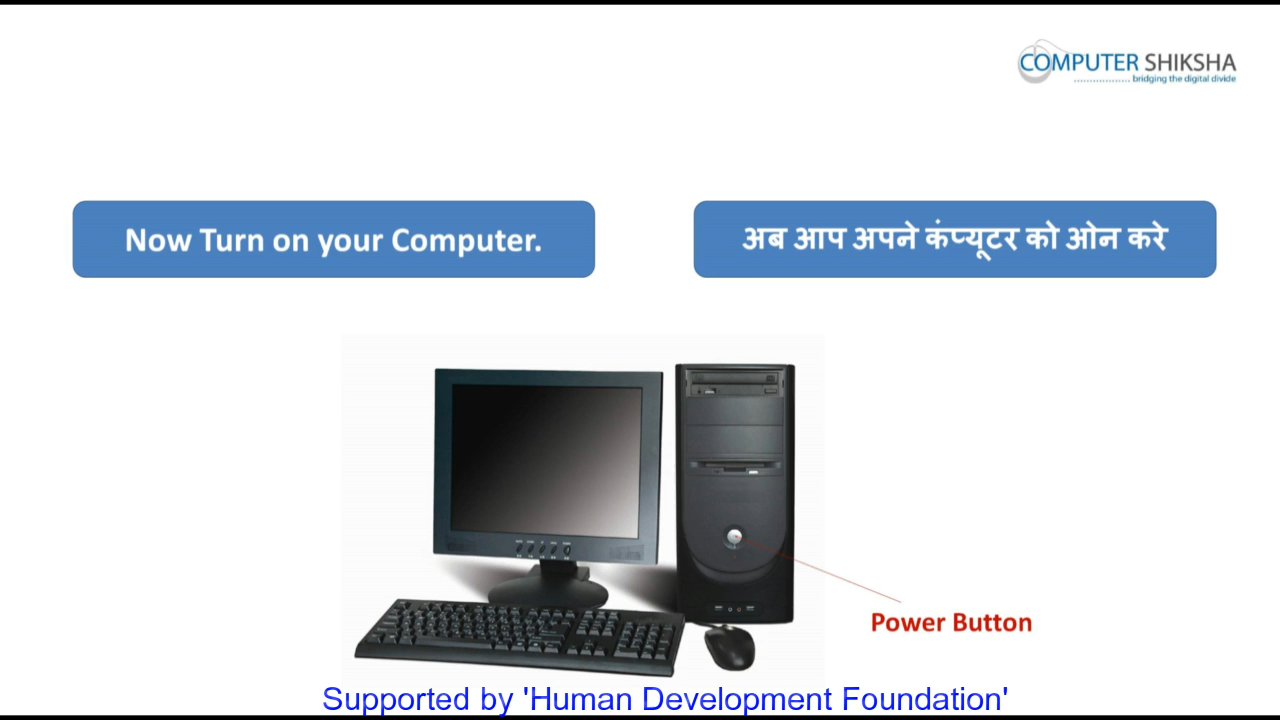 COMPUTER SHIKSHA
.................. bridging the digital divide
Now Turn on your Computer.
अब आप अपने कंप्यूटर को ओन करे
Power Button
Supported by 'Human Development Foundation'